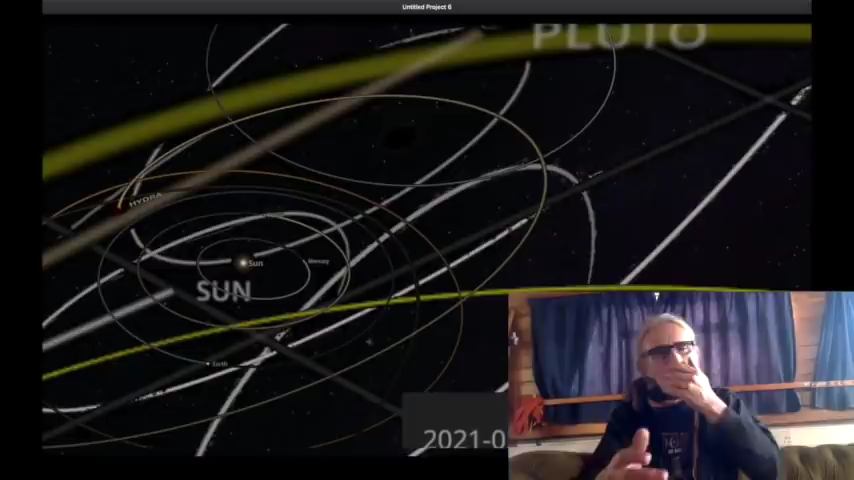 Untitled Project 6
PLUTO
HYDRA
Sun
Mercury
SUN
Earth
2021-0